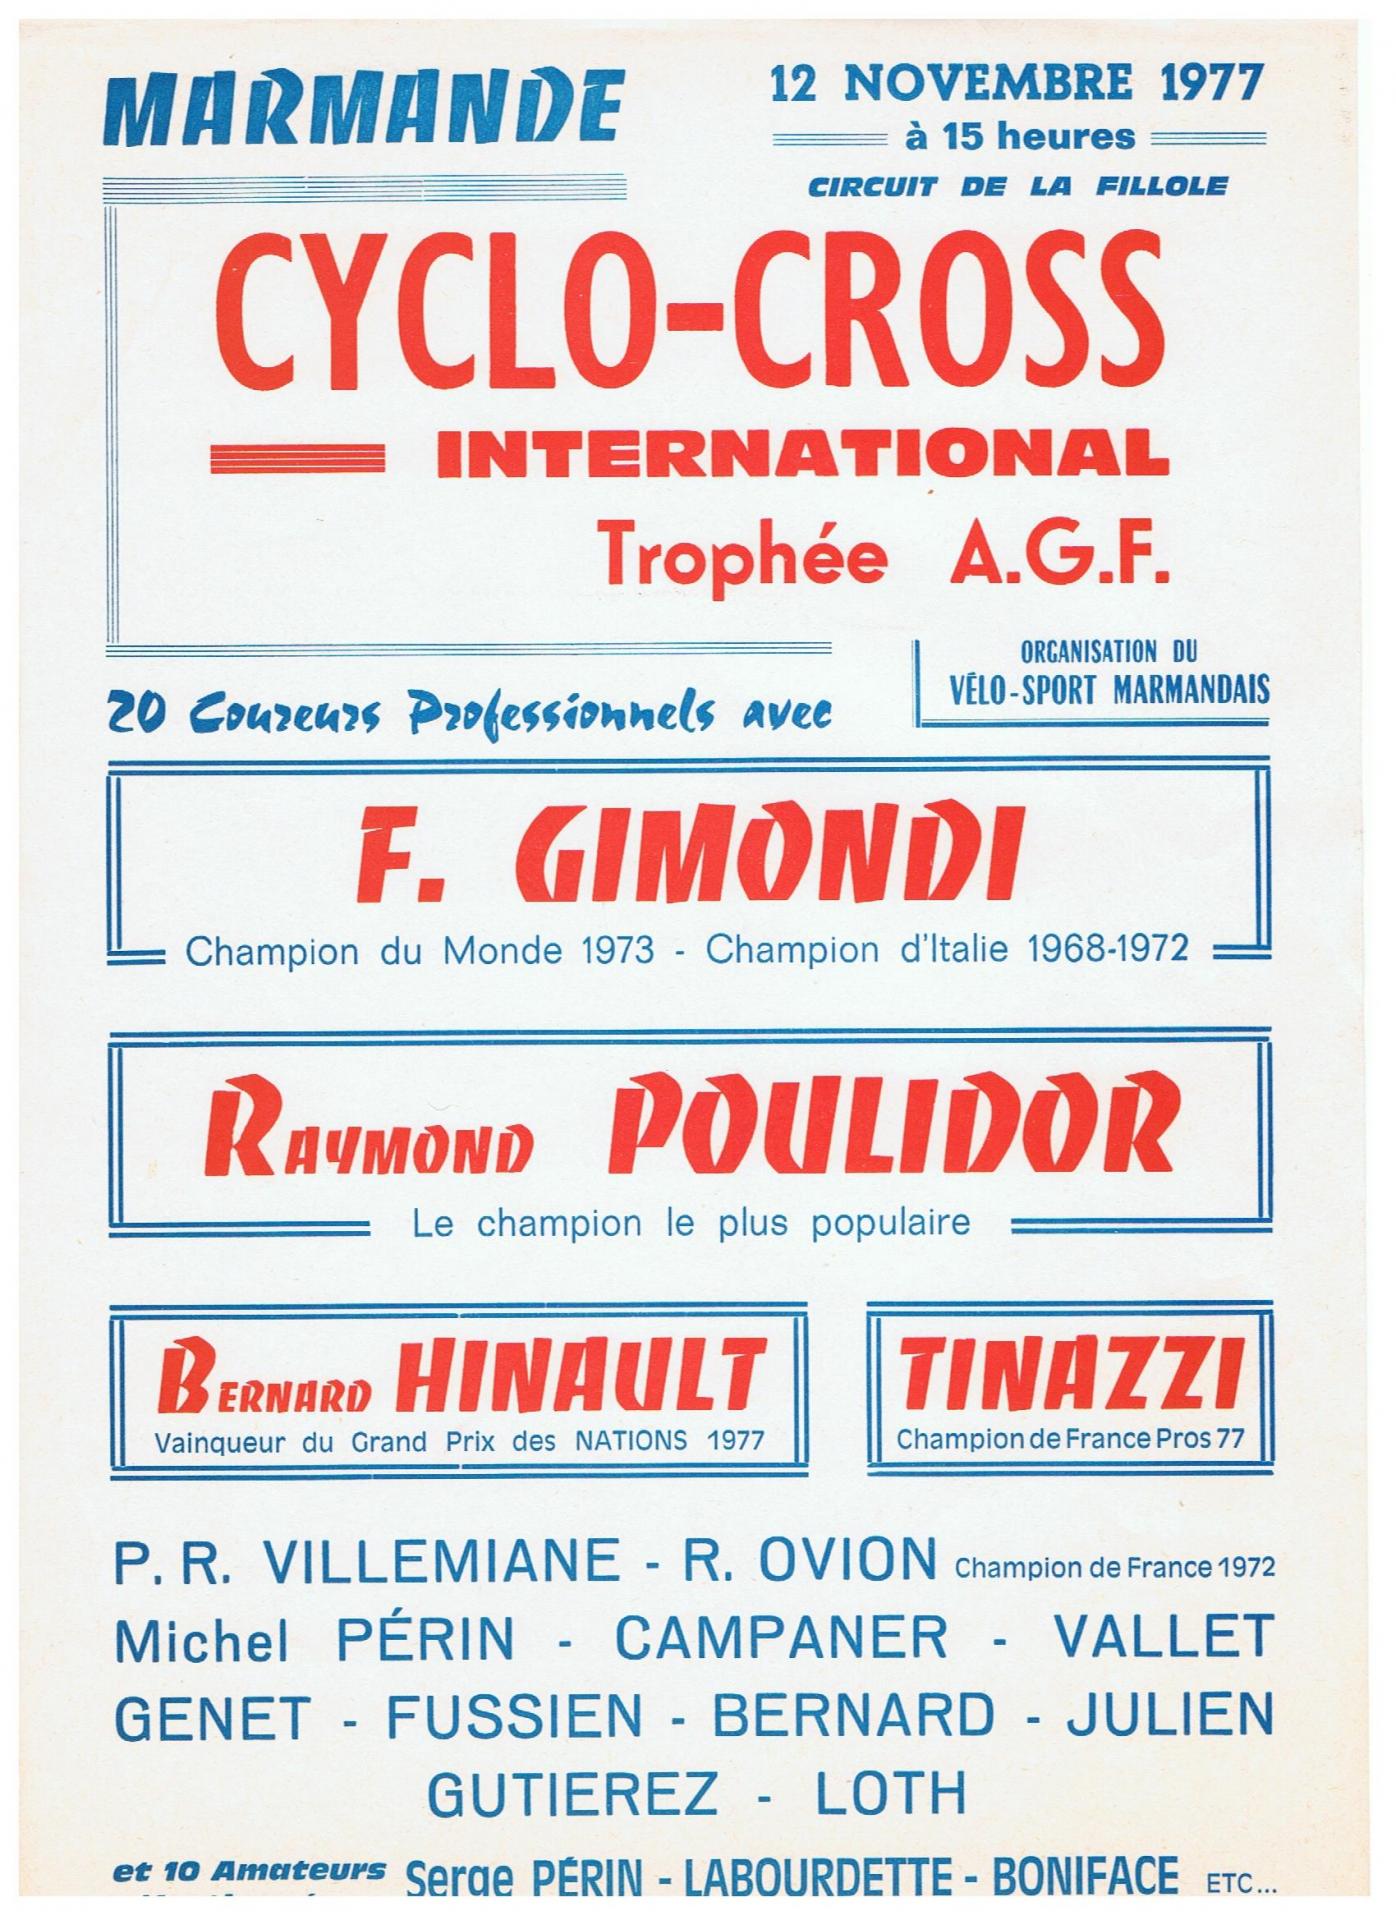 MARMANDE
12 NOVEMBRE 1977
à 15 heures
CIRCUIT DE LA FILLOLE
CYCLO-CROSS
INTERNATIONAL
Trophée A.G.F.
ORGANISATION DU
VÉLO-SPORT MARMANDAIS
20 Coureurs Professionnels avec
F. GIMONDI
Champion du Monde 1973 - Champion d'Italie 1968-1972
RAYMOND POULIDOR
Le champion le plus populaire
BERNARD HINAULT
Vainqueur du Grand Prix des NATIONS 1977
TINAZZI
Champion de France Pros 77
P. R. VILLEMIANE - R. OVION Champion de France 1972
Michel PÉRIN - CAMPANER - VALLET
GENET - FUSSIEN - BERNARD - JULIEN
GUTIEREZ - LOTH
et 10 Amateurs Serge PÉRIN - LABOURDETTE - BONIFACE ETC...